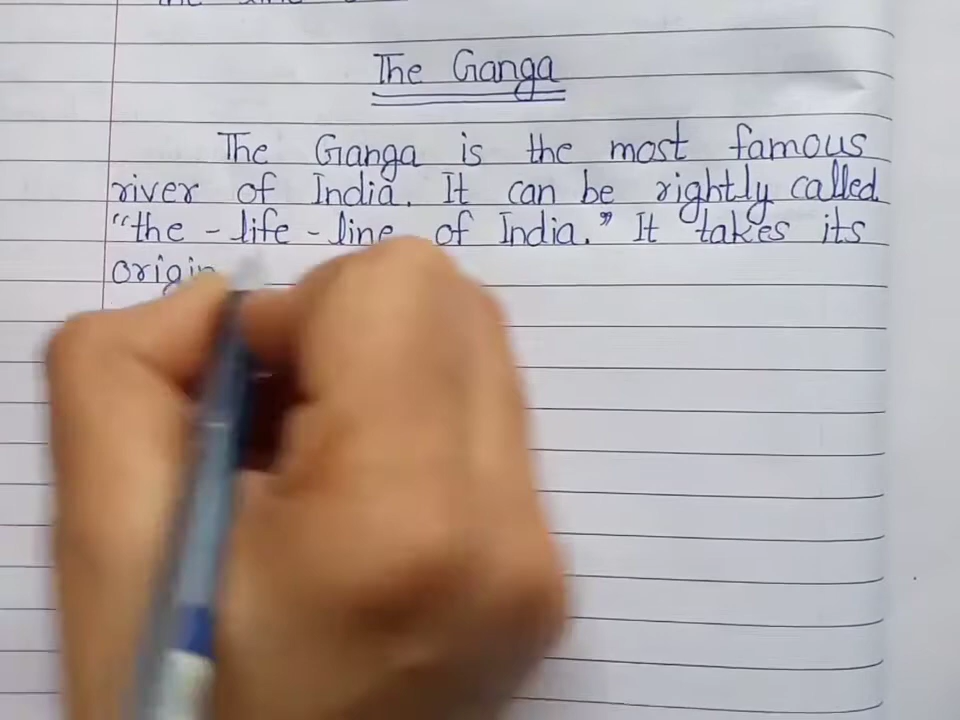 The Ganga
The Ganga is the most famous
river of India. It can be rightly called
"the - life - line of India." It takes its
origin